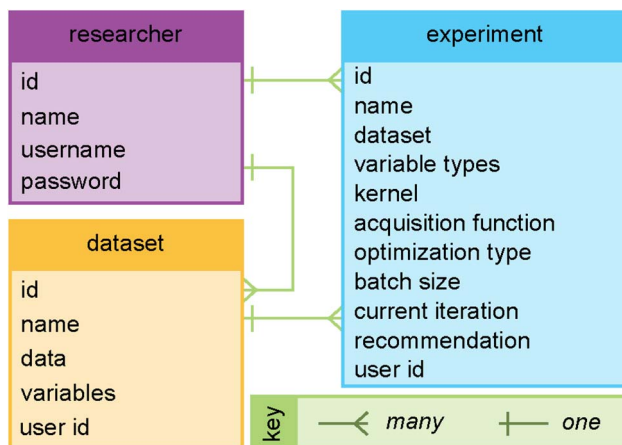 researcher
id
name
username
password
experiment
id
name
dataset
variable types
kernel
acquisition function
optimization type
batch size
current iteration
recommendation
user id
dataset
id
name
data
variables
user id
key
many
one